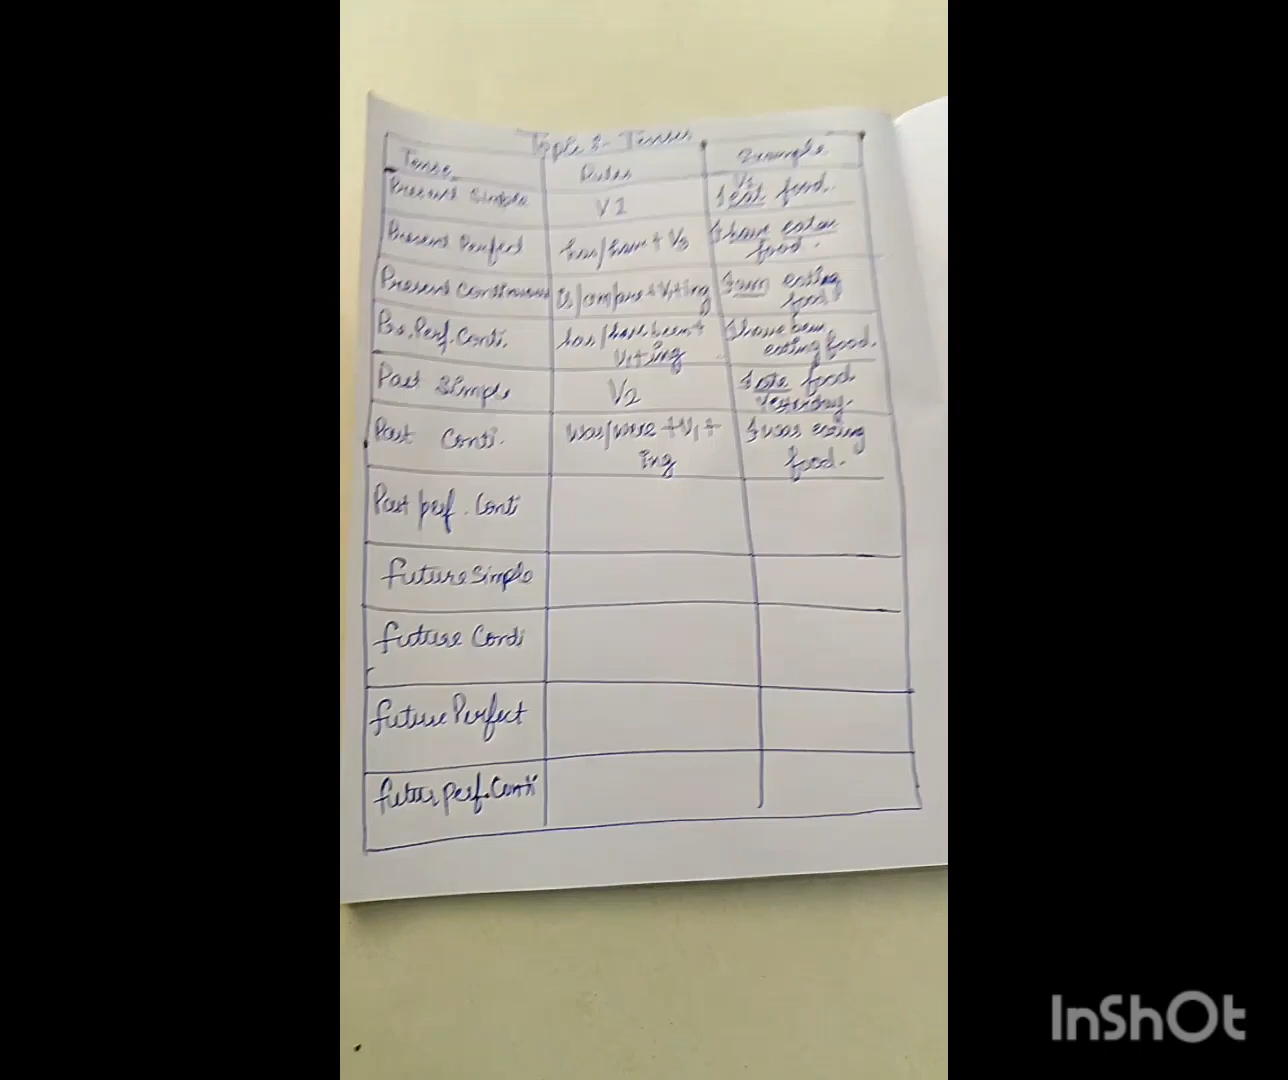 Topic :- Tenses
Tense Rules Example
Present Simple V1 I eat food.
V1
Present Perfect has/have + V3 I have eaten
food.
Present Continuous is/am/are + V1+ing I am eating
food
Pre. Perf. Conti. has/have been + I have been
V1+ing eating food.
Past Simple V2 I ate food
Yesterday.
Past Conti. was/were + V1 + I was eating
ing food.
Past perf. Conti
future Simple
future Conti
future Perfect
futur perf. Conti
InShOt